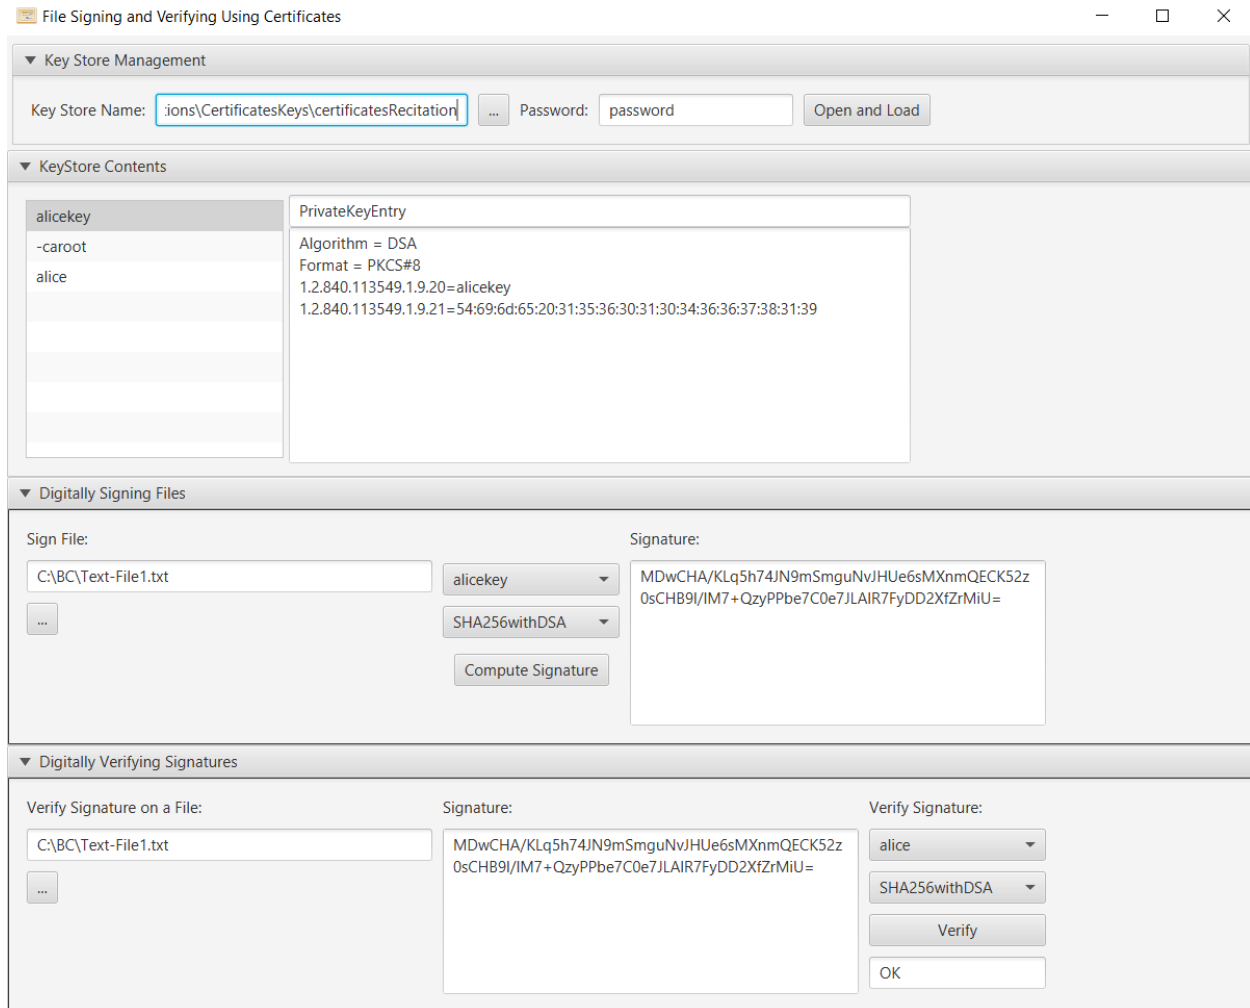 File Signing and Verifying Using Certificates
Key Store Management
Key Store Name: :ions\CertificatesKeys\certificatesRecitation ... Password: password Open and Load
KeyStore Contents
alicekey
-caroot
alice
PrivateKeyEntry
Algorithm = DSA
Format = PKCS#8
1.2.840.113549.1.9.20=alicekey
1.2.840.113549.1.9.21=54:69:6d:65:20:31:35:36:30:31:30:34:36:36:37:38:31:39
Digitally Signing Files
Sign File:
C:\BC\Text-File1.txt
...
alicekey
SHA256withDSA
Compute Signature
Signature:
MDwCHA/KLq5h74JN9mSmguNvJHUe6sMXnmQECK52z
0sCHB9I/IM7+QzyPPbe7C0e7JLAIR7FyDD2XfZrMiU=
Digitally Verifying Signatures
Verify Signature on a File:
C:\BC\Text-File1.txt
...
Signature:
MDwCHA/KLq5h74JN9mSmguNvJHUe6sMXnmQECK52z
0sCHB9I/IM7+QzyPPbe7C0e7JLAIR7FyDD2XfZrMiU=
Verify Signature:
alice
SHA256withDSA
Verify
OK